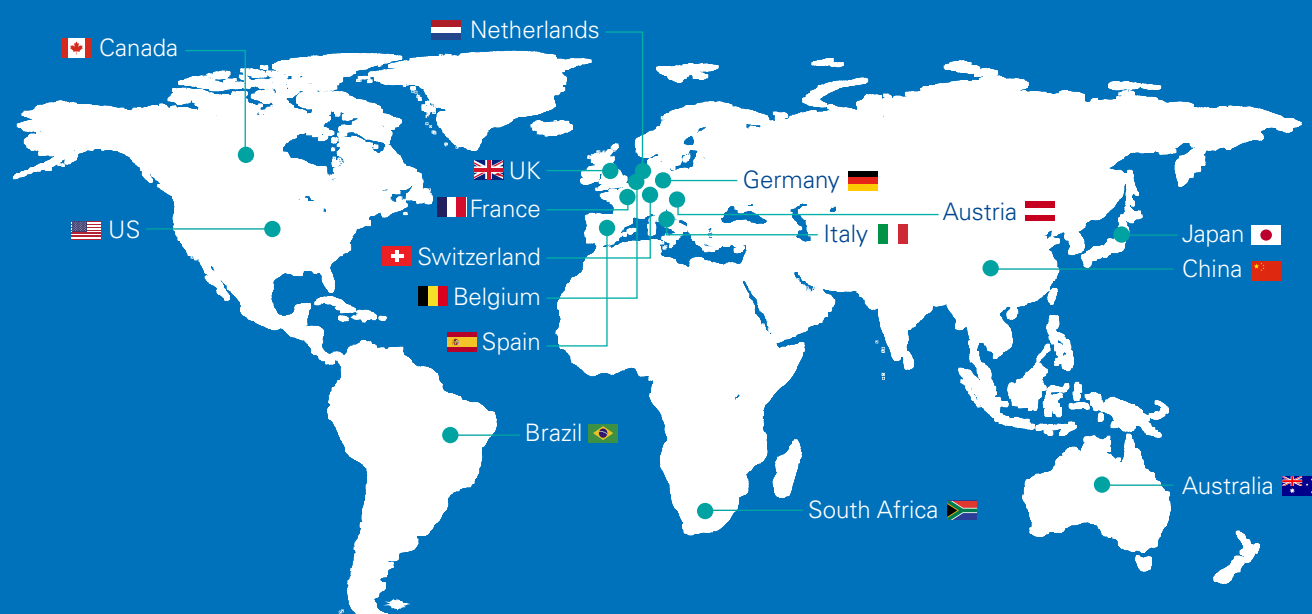 Netherlands
Canada
UK
Germany
France
Austria
US
Italy
Japan
Switzerland
China
Belgium
Spain
Brazil
Australia
South Africa